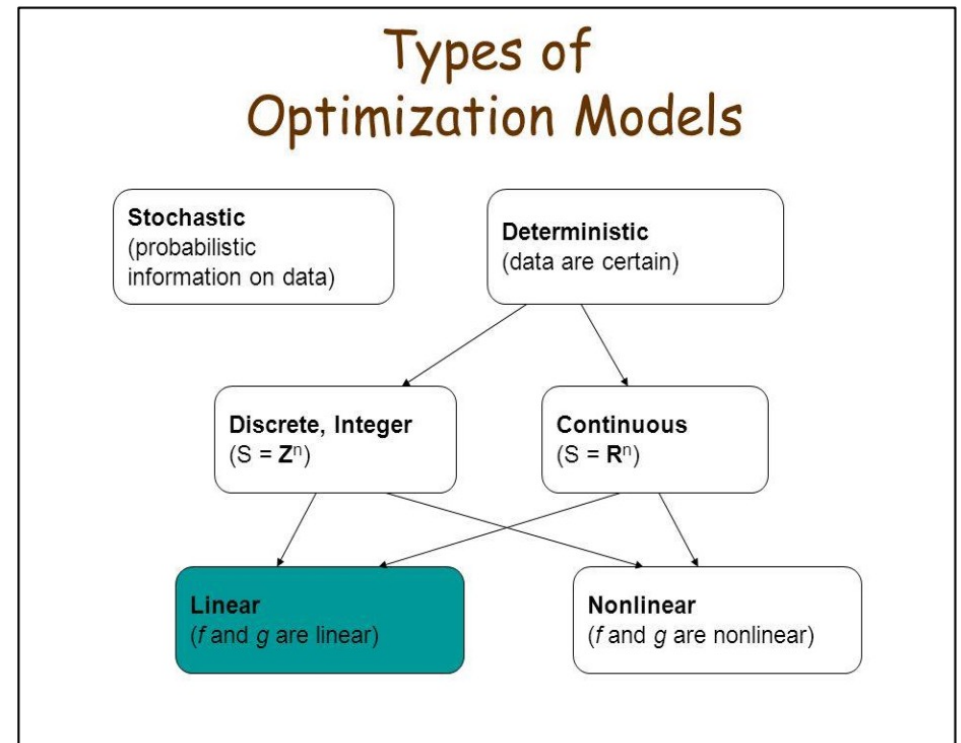 Types of
Optimization Models
Stochastic
(probabilistic
information on data)
Deterministic
(data are certain)
Discrete, Integer
(S = Zⁿ)
Continuous
(S = Rⁿ)
Linear
(f and g are linear)
Nonlinear
(f and g are nonlinear)